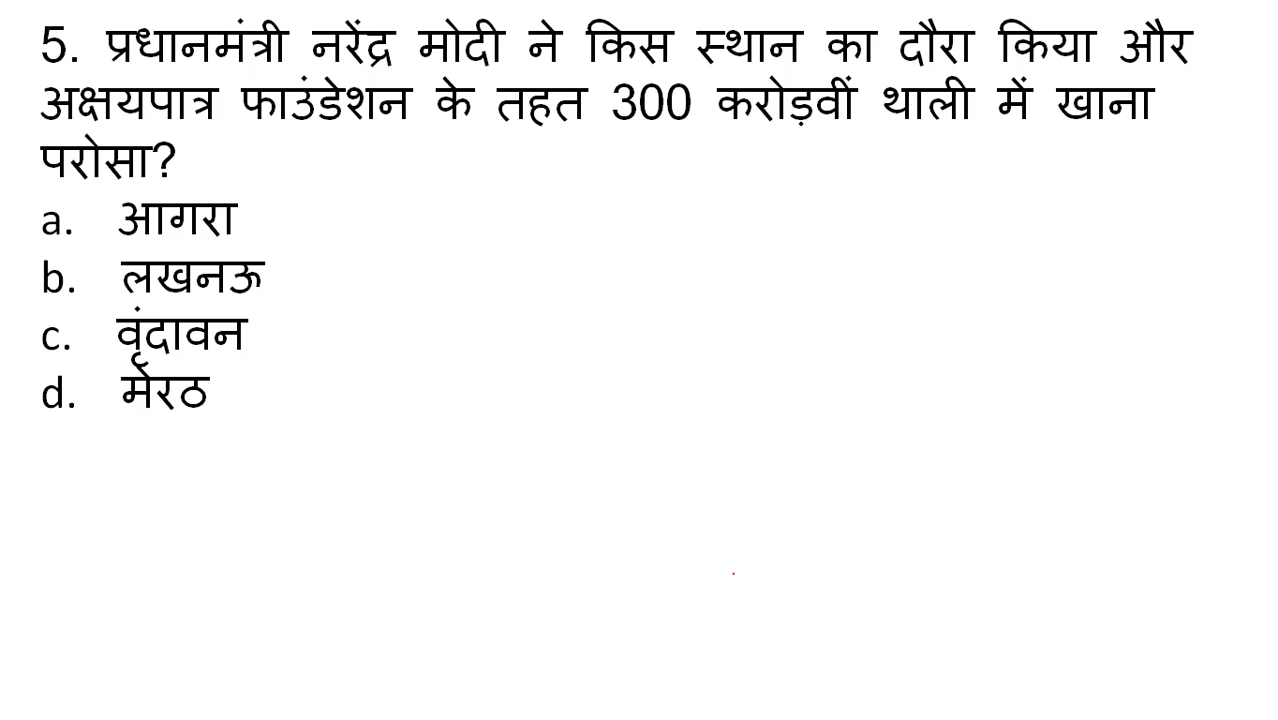 5. प्रधानमंत्री नरेंद्र मोदी ने किस स्थान का दौरा किया और
अक्षयपात्र फाउंडेशन के तहत 300 करोड़वीं थाली में खाना
परोसा?
a. आगरा
b. लखनऊ
c. वृंदावन
d. मेरठ